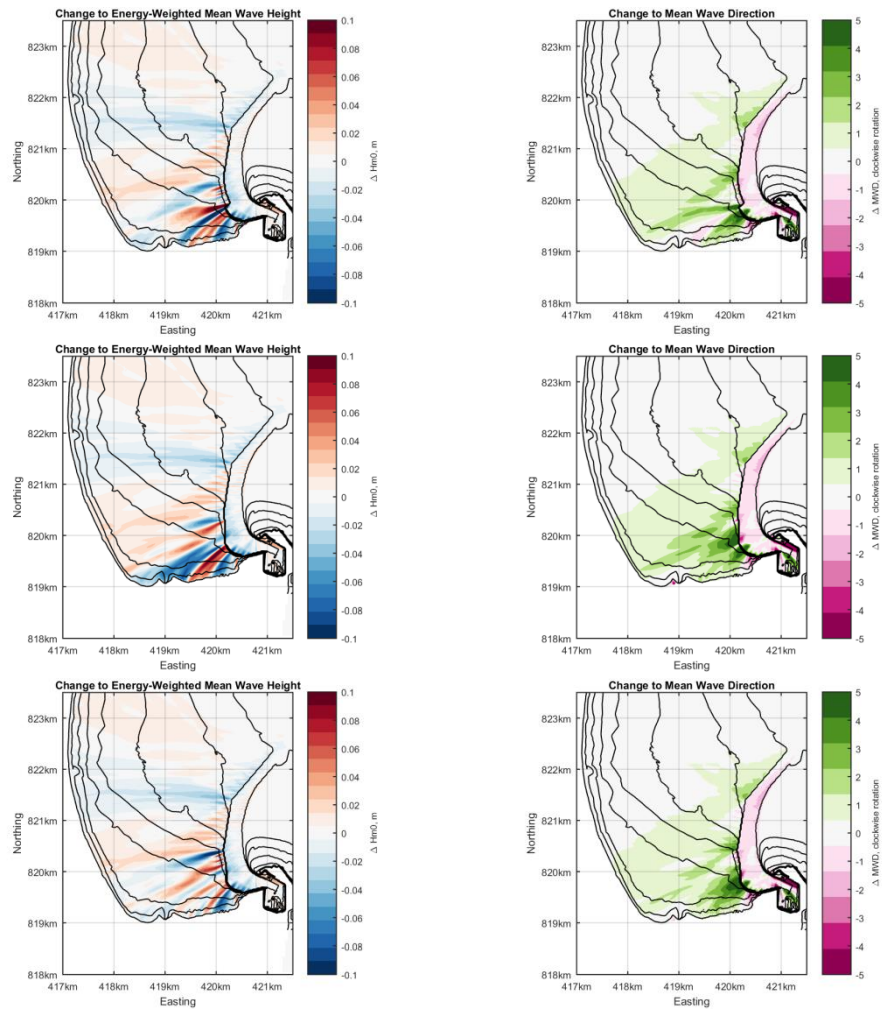 Change to Energy-Weighted Mean Wave Height
823km
822km
821km
820km
819km
818km
417km 418km 419km 420km 421km
Easting
Northing
0.1
0.08
0.06
0.04
0.02
0
-0.02
-0.04
-0.06
-0.08
-0.1
Δ Hm0, m
Change to Mean Wave Direction
823km
822km
821km
820km
819km
818km
417km 418km 419km 420km 421km
Easting
Northing
5
4
3
2
1
0
-1
-2
-3
-4
-5
Δ MWD, clockwise rotation
Change to Energy-Weighted Mean Wave Height
823km
822km
821km
820km
819km
818km
417km 418km 419km 420km 421km
Easting
Northing
0.1
0.08
0.06
0.04
0.02
0
-0.02
-0.04
-0.06
-0.08
-0.1
Δ Hm0, m
Change to Mean Wave Direction
823km
822km
821km
820km
819km
818km
417km 418km 419km 420km 421km
Easting
Northing
5
4
3
2
1
0
-1
-2
-3
-4
-5
Δ MWD, clockwise rotation
Change to Energy-Weighted Mean Wave Height
823km
822km
821km
820km
819km
818km
417km 418km 419km 420km 421km
Easting
Northing
0.1
0.08
0.06
0.04
0.02
0
-0.02
-0.04
-0.06
-0.08
-0.1
Δ Hm0, m
Change to Mean Wave Direction
823km
822km
821km
820km
819km
818km
417km 418km 419km 420km 421km
Easting
Northing
5
4
3
2
1
0
-1
-2
-3
-4
-5
Δ MWD, clockwise rotation